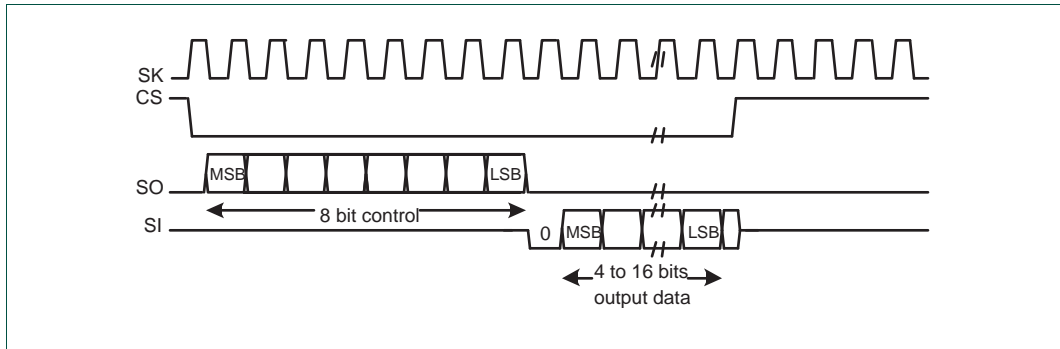 SK
CS
SO
MSB
LSB
8 bit control
SI
0
MSB
LSB
4 to 16 bits
output data